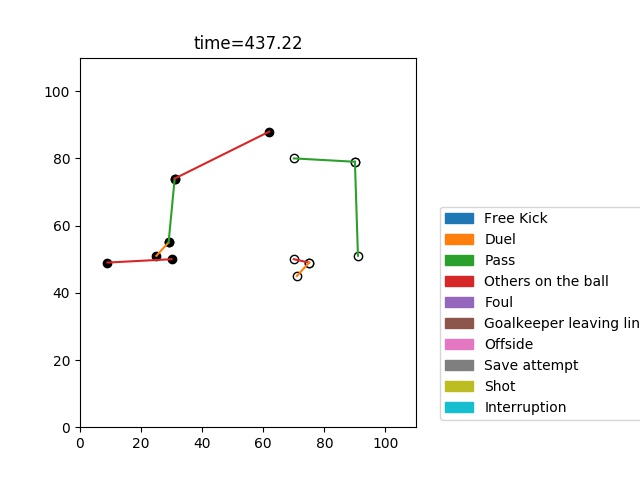 time=437.22
100
80
60
40
20
0
0 20 40 60 80 100
Free Kick
Duel
Pass
Others on the ball
Foul
Goalkeeper leaving lin
Offside
Save attempt
Shot
Interruption